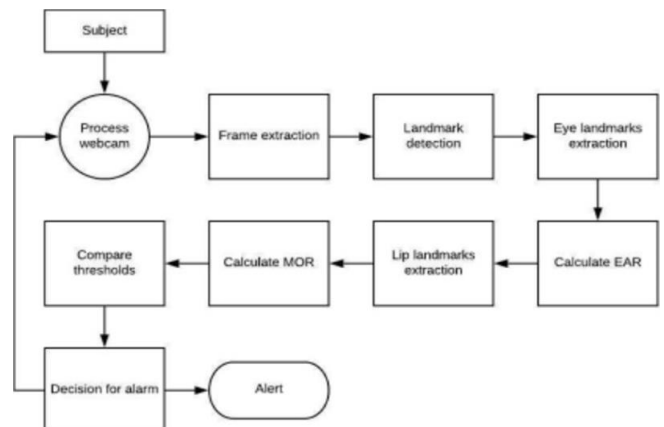 Subject
Process
webcam
Frame extraction
Landmark
detection
Eye landmarks
extraction
Compare
thresholds
Calculate MOR
Lip landmarks
extraction
Calculate EAR
Decision for alarm
Alert